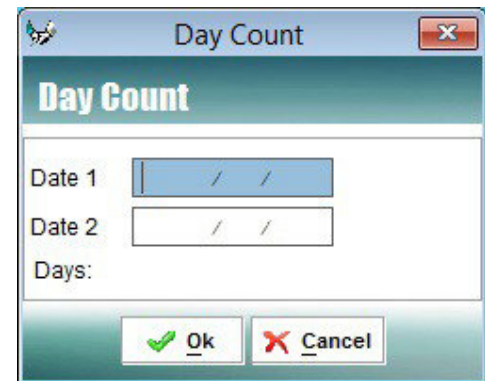 Day Count
Day Count
Date 1 / /
Date 2 / /
Days:
Ok Cancel